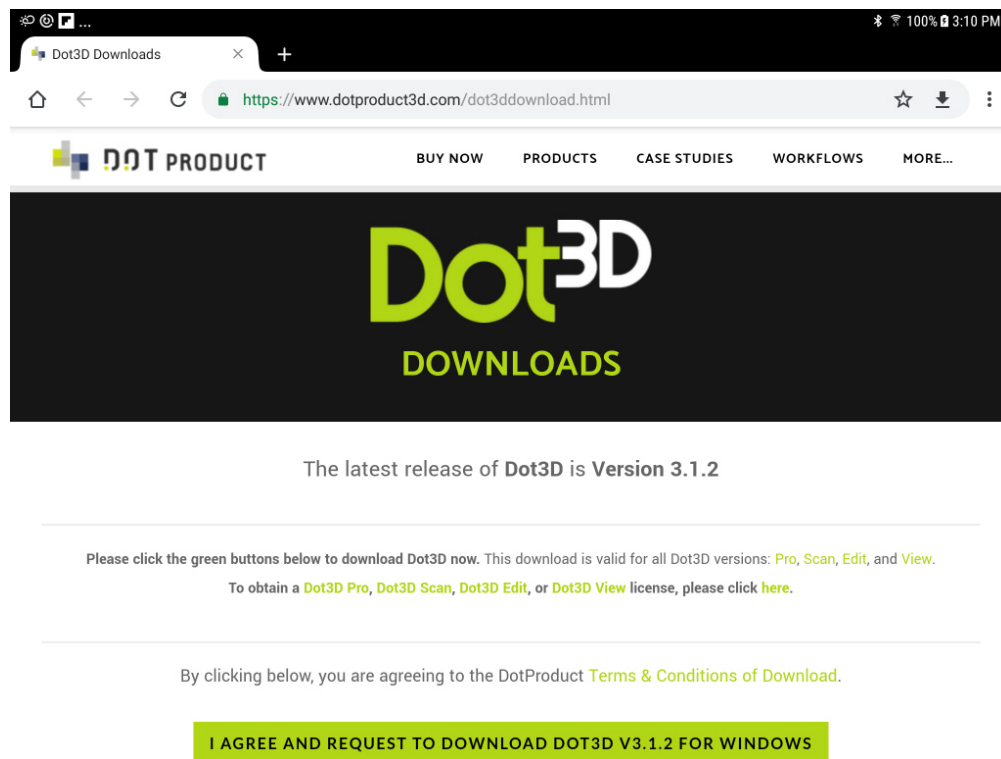 ... 100% 3:10 PM
Dot3D Downloads
https://www.dotproduct3d.com/dot3ddownload.html
DOT PRODUCT BUY NOW PRODUCTS CASE STUDIES WORKFLOWS MORE...
Dot3D
DOWNLOADS
The latest release of Dot3D is Version 3.1.2
Please click the green buttons below to download Dot3D now. This download is valid for all Dot3D versions: Pro, Scan, Edit, and View.
To obtain a Dot3D Pro, Dot3D Scan, Dot3D Edit, or Dot3D View license, please click here.
By clicking below, you are agreeing to the DotProduct Terms & Conditions of Download.
I AGREE AND REQUEST TO DOWNLOAD DOT3D V3.1.2 FOR WINDOWS